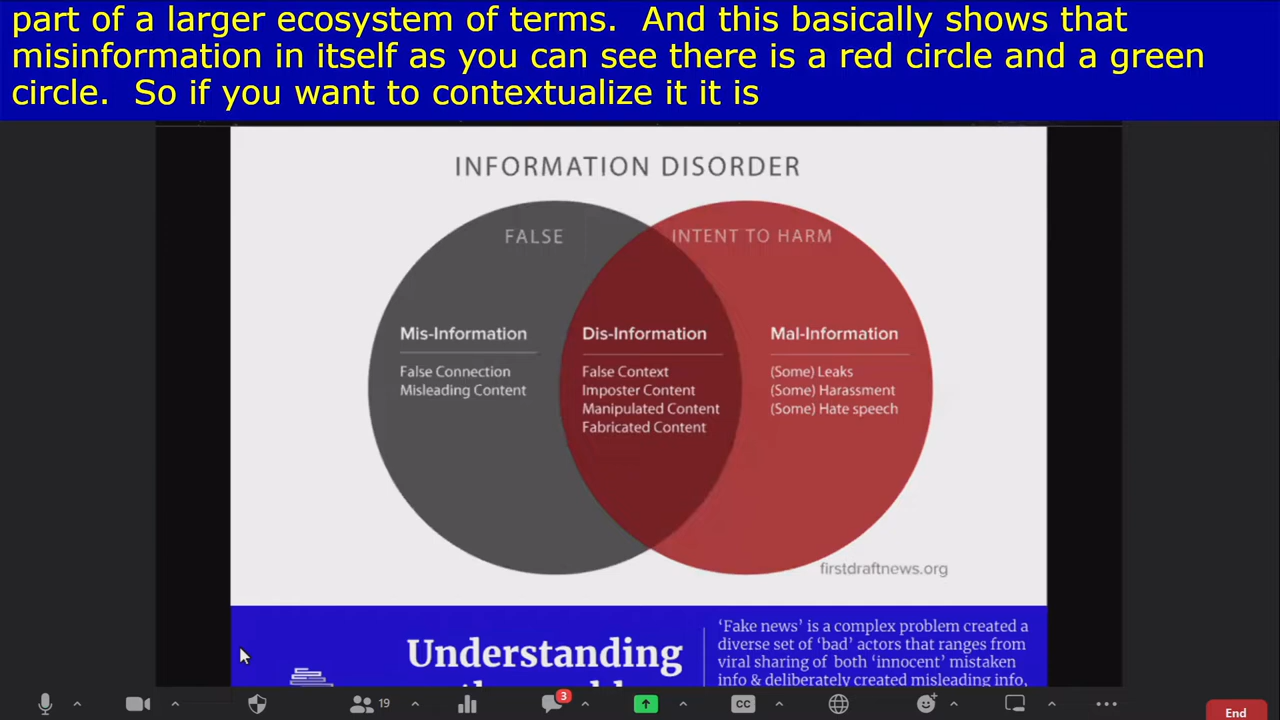 part of a larger ecosystem of terms.  And this basically shows that
misinformation in itself as you can see there is a red circle and a green
circle.  So if you want to contextualize it it is
INFORMATION DISORDER
FALSE
INTENT TO HARM
Mis-Information
False Connection
Misleading Content
Dis-Information
False Context
Imposter Content
Manipulated Content
Fabricated Content
Mal-Information
(Some) Leaks
(Some) Harassment
(Some) Hate speech
firstdraftnews.org
Understanding
‘Fake news’ is a complex problem created a
diverse set of ‘bad’ actors that ranges from
viral sharing of both ‘innocent’ mistaken
info & deliberately created misleading info,
19
3
CC
End